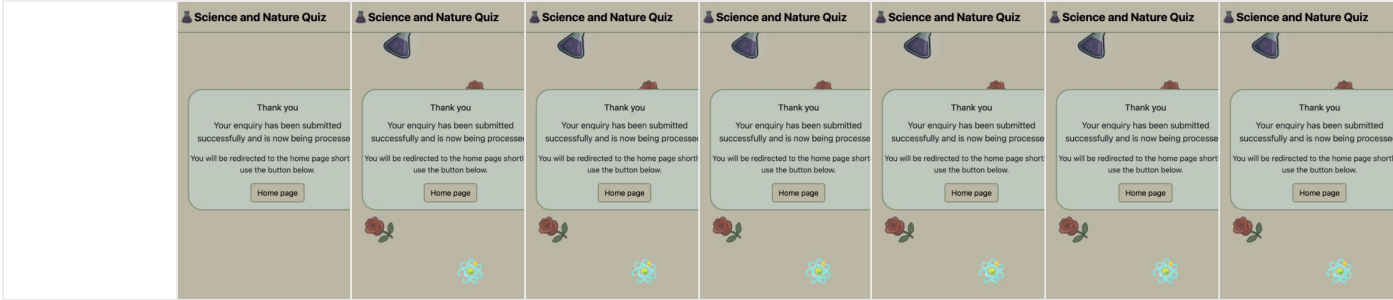 Science and Nature Quiz
Thank you
Your enquiry has been submitted
successfully and is now being processe
You will be redirected to the home page short
use the button below.
Home page
Science and Nature Quiz
Thank you
Your enquiry has been submitted
successfully and is now being processe
You will be redirected to the home page shortl
use the button below.
Home page
Science and Nature Quiz
Thank you
Your enquiry has been submitted
successfully and is now being processe
You will be redirected to the home page shortl
use the button below.
Home page
Science and Nature Quiz
Thank you
Your enquiry has been submitted
successfully and is now being processe
You will be redirected to the home page short
use the button below.
Home page
Science and Nature Quiz
Thank you
Your enquiry has been submitted
successfully and is now being processe
You will be redirected to the home page shortl
use the button below.
Home page
Science and Nature Quiz
Thank you
Your enquiry has been submitted
successfully and is now being processe
You will be redirected to the home page shortl
use the button below.
Home page
Science and Nature Quiz
Thank you
Your enquiry has been submitted
successfully and is now being processe
You will be redirected to the home page short
use the button below.
Home page